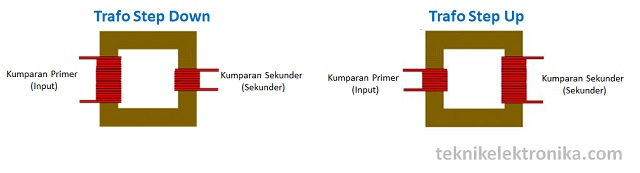 Trafo Step Down
Kumparan Primer
(Input)
Kumparan Sekunder
(Sekunder)
Trafo Step Up
Kumparan Primer
(Input)
Kumparan Sekunder
(Sekunder)
teknikelektronika.com